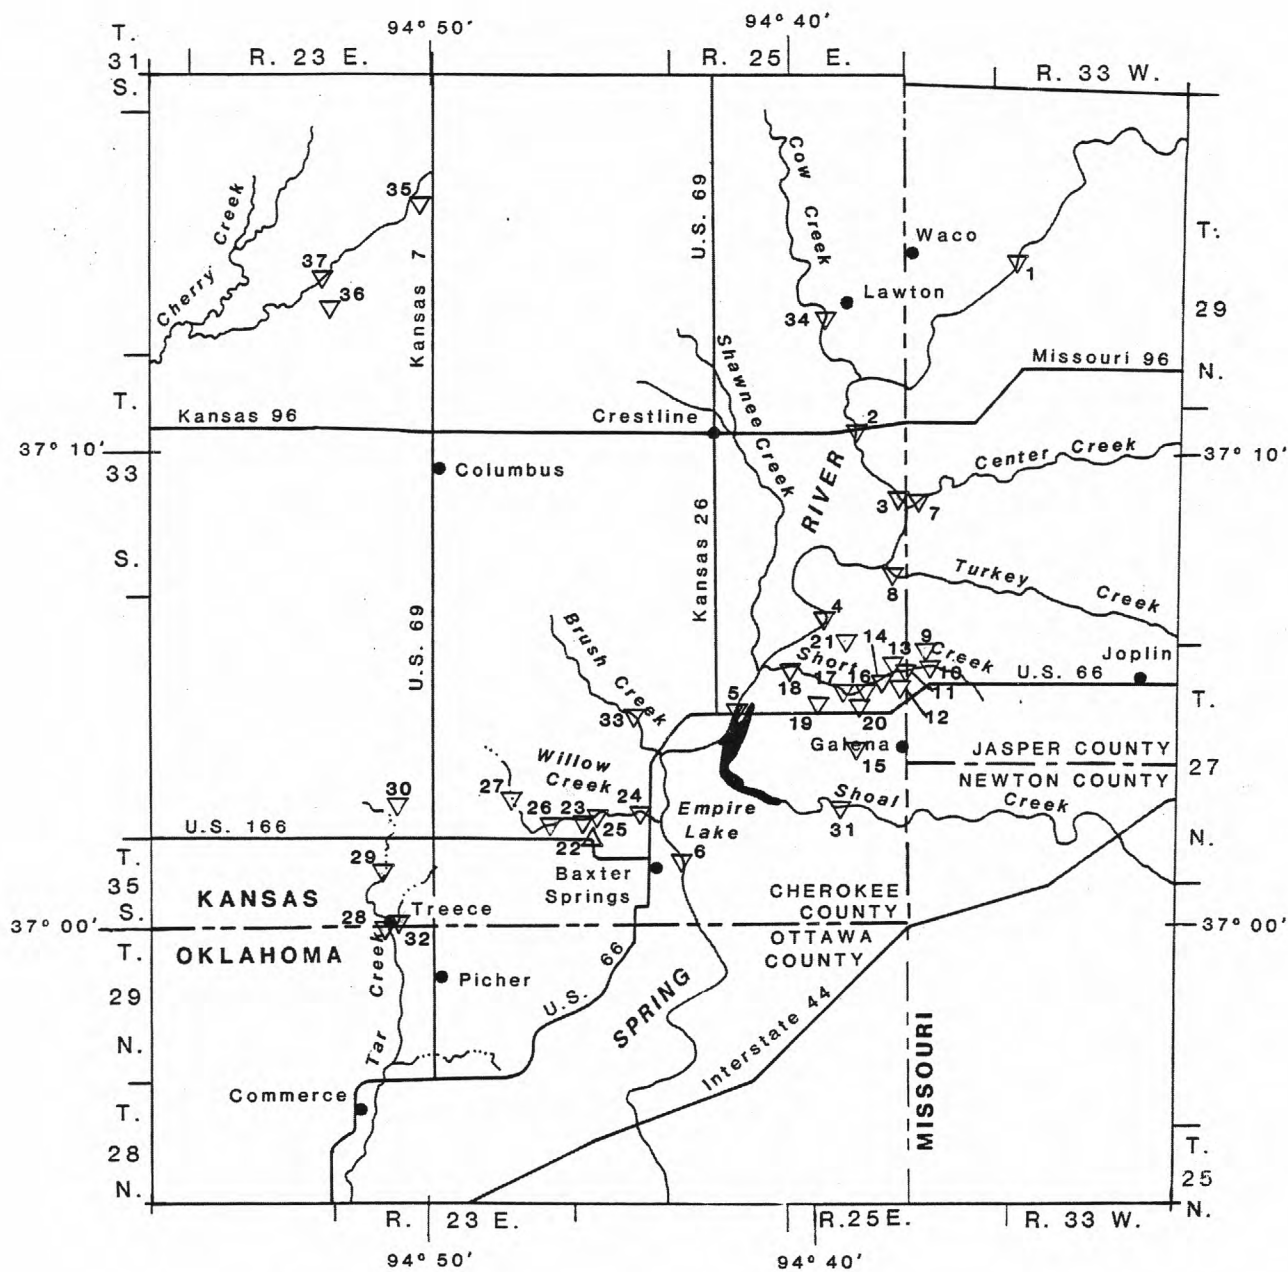 94° 50'
94° 40'
T.
31
S.
R. 23 E.
R. 25 E.
R. 33 W.
Cherry Creek
35
37
36
Kansas 7
U.S. 69
Cow Creek
Waco
Lawton
34
1
T.
29
N.
Shawnee Creek
Missouri 96
T.
33
S.
Kansas 96
Crestline
2
37° 10'
37° 10'
Columbus
RIVER
Center Creek
3
7
Kansas 26
Turkey Creek
8
U.S. 69
Brush Creek
4
21
14
13
9
Short Creek
Joplin
18
17
16
10
U.S. 66
11
12
19
20
5
33
Galena
15
JASPER COUNTY
NEWTON COUNTY
T.
27
N.
Willow Creek
27
30
26
23
24
25
22
Empire Lake
Shoal Creek
31
U.S. 166
6
29
Baxter Springs
T.
35
S.
KANSAS
CHEROKEE COUNTY
Treece
28
32
37° 00'
37° 00'
OKLAHOMA
OTTAWA COUNTY
T.
29
N.
Tar Creek
Picher
U.S. 66
SPRING
Interstate 44
MISSOURI
Commerce
T.
28
N.
T.
25
N.
R. 23 E.
R.25E.
R. 33 W.
94° 50'
94° 40'